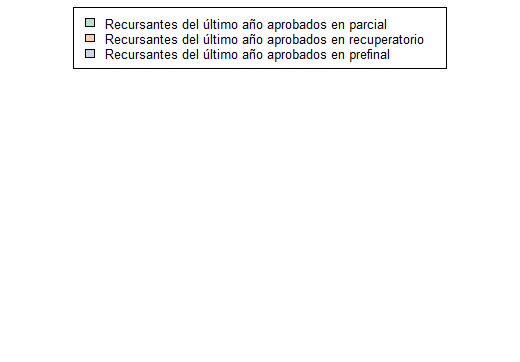 Recursantes del último año aprobados en parcial
Recursantes del último año aprobados en recuperatorio
Recursantes del último año aprobados en prefinal